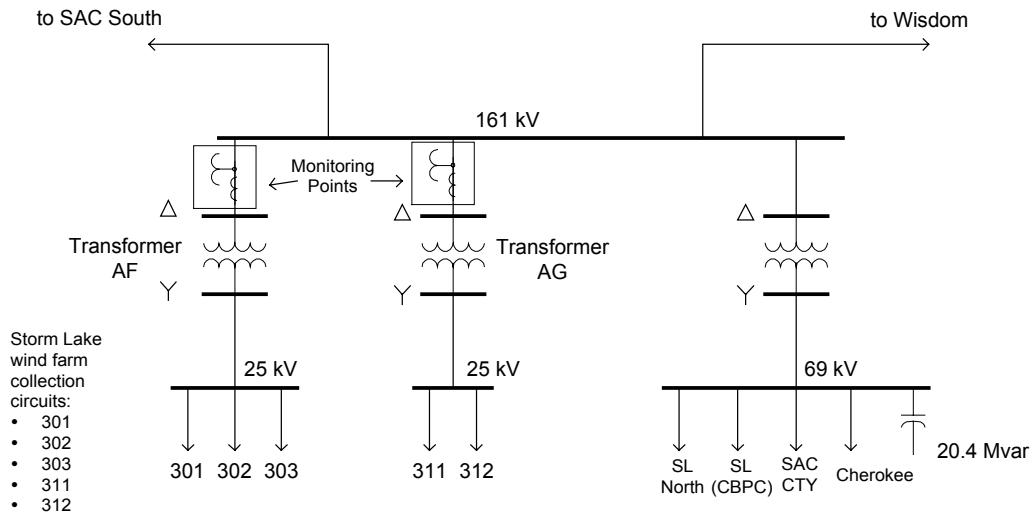 to SAC South
to Wisdom
161 kV
Monitoring
Points
Δ
Δ
Δ
Transformer
AF
Transformer
AG
Y
Y
Y
Storm Lake
wind farm
collection
circuits:
• 301
• 302
• 303
• 311
• 312
25 kV
25 kV
69 kV
301
302
303
311
312
SL
North
SL
(CBPC)
SAC
CTY
Cherokee
20.4 Mvar